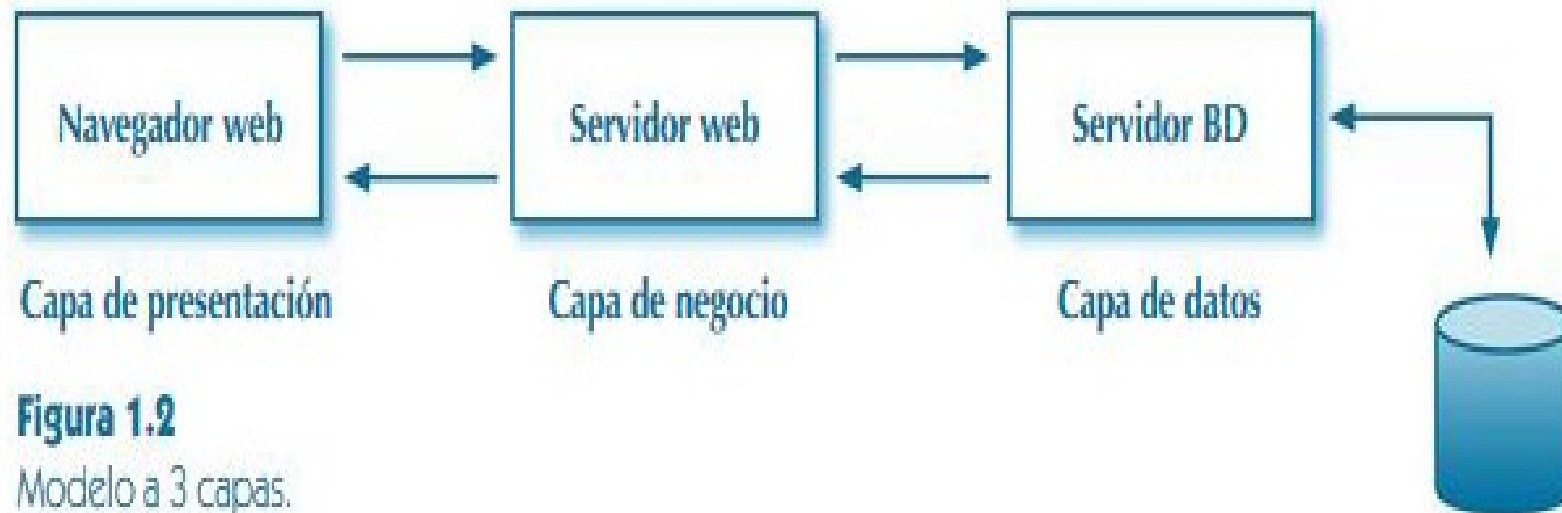 Navegador web
Servidor web
Servidor BD
Capa de presentación
Capa de negocio
Capa de datos
Figura 1.2
Modelo a 3 capas.